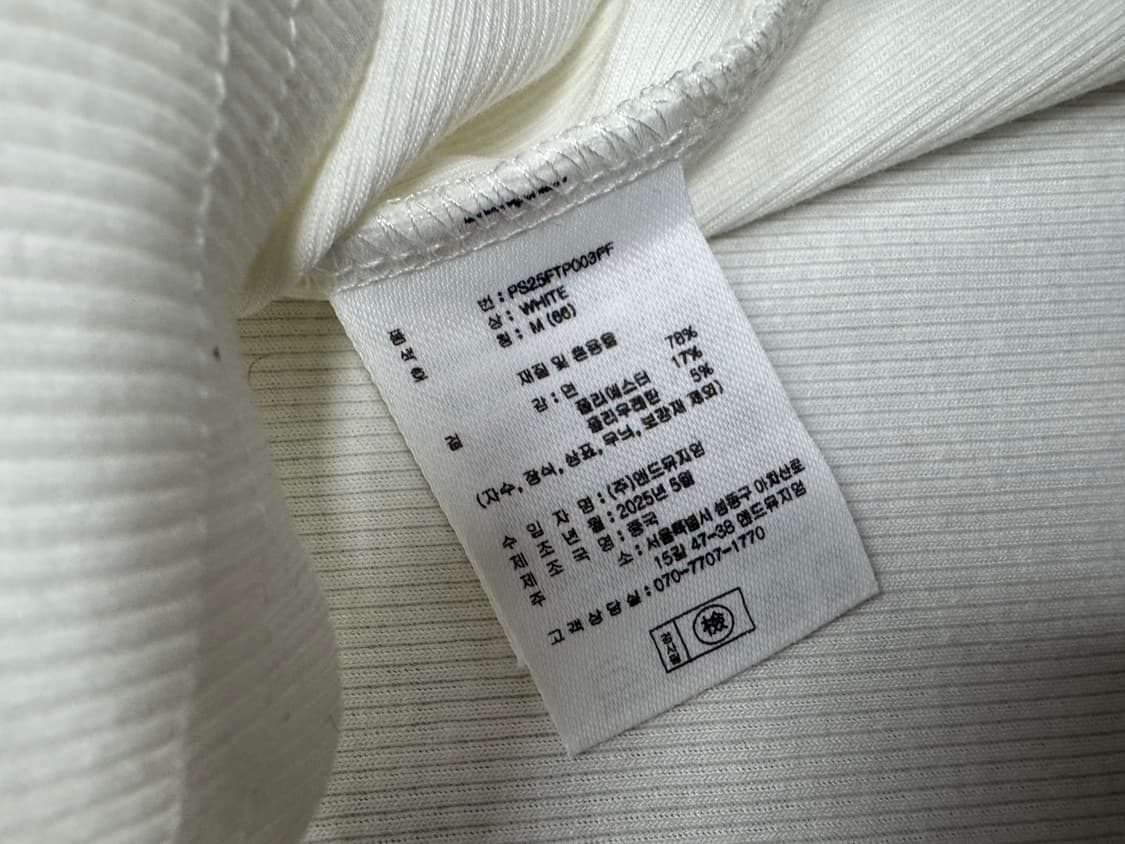 품 번 : PS25FTP003PF
색 상 : WHITE
호 칭 : M (66)
재질 및 혼용율
겉 감 : 면 78%
폴리에스터 17%
폴리우레탄 5%
(자수, 장식, 상표, 무늬, 보강재 제외)
수 입 자 명 : (주)앤드뮤지엄
제 조 년 월 : 2025년 5월
제 조 국 명 : 중국
주 소 : 서울특별시 성동구 아차산로
15길 47-38 앤드뮤지엄
고 객 상 담 실 : 070-7707-1770
검사필 檢